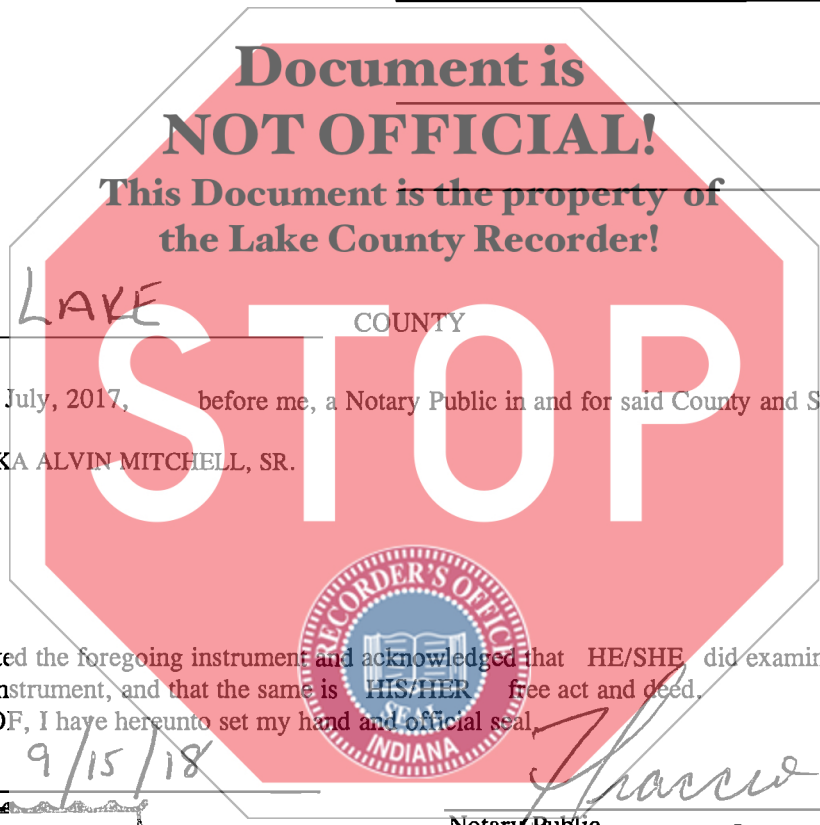 Document is
NOT OFFICIAL!
This Document is the property of
the Lake County Recorder!
LAKE COUNTY
STOP
July, 2017, before me, a Notary Public in and for said County and S
KA ALVIN MITCHELL, SR.
RECORDER'S OFFIC
ed the foregoing instrument and acknowledged that HE/SHE did examin
nstrument, and that the same is HIS/HER free act and deed.
SEAL
OF, I have hereunto set my hand and official seal.
INDIANA
9/15/18
Notary Public